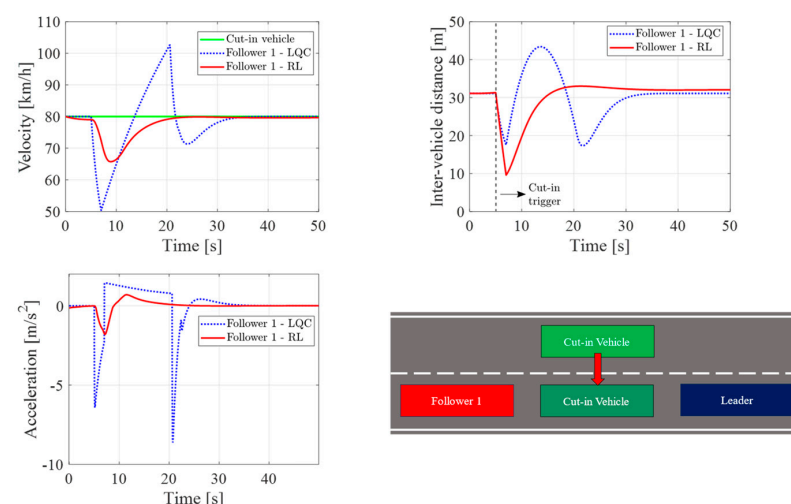 110
100
90
80
70
60
50
0
10
20
30
40
50
Velocity [km/h]
Time [s]
Cut-in vehicle
Follower 1 - LQC
Follower 1 - RL
50
40
30
20
10
0
0
10
20
30
40
50
Inter-vehicle distance [m]
Time [s]
Follower 1 - LQC
Follower 1 - RL
Cut-in
trigger
0
-5
-10
0
10
20
30
40
Acceleration [m/s²]
Time [s]
Follower 1 - LQC
Follower 1 - RL
Cut-in Vehicle
Follower 1
Cut-in Vehicle
Leader